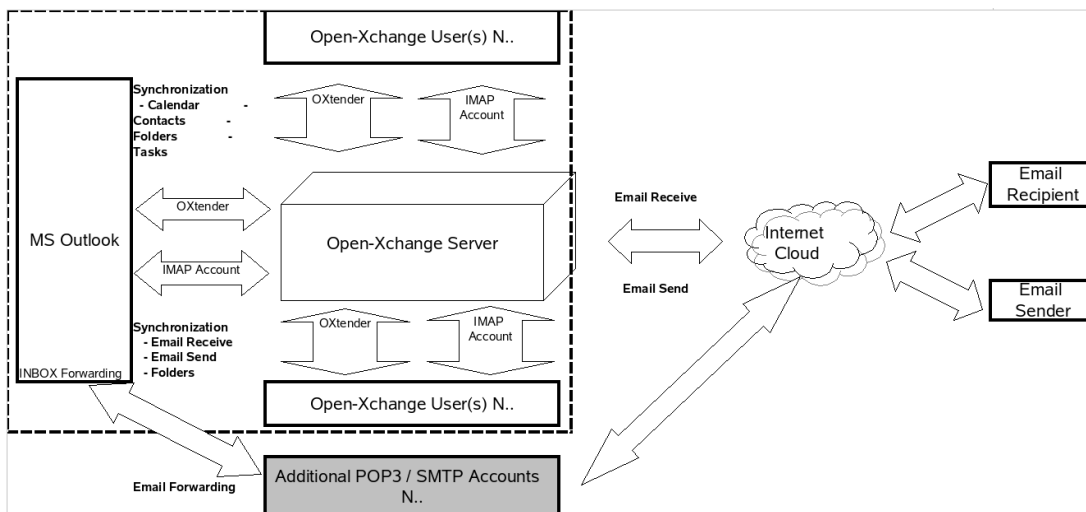 Open-Xchange User(s) N..
Synchronization
- Calendar -
Contacts -
Folders -
Tasks
OXtender
IMAP
Account
MS Outlook
OXtender
IMAP Account
Open-Xchange Server
Email Receive
Email Send
Internet
Cloud
Email
Recipient
Email
Sender
Synchronization
- Email Receive
- Email Send
- Folders
OXtender
IMAP
Account
INBOX Forwarding
Open-Xchange User(s) N..
Email Forwarding
Additional POP3 / SMTP Accounts
N..